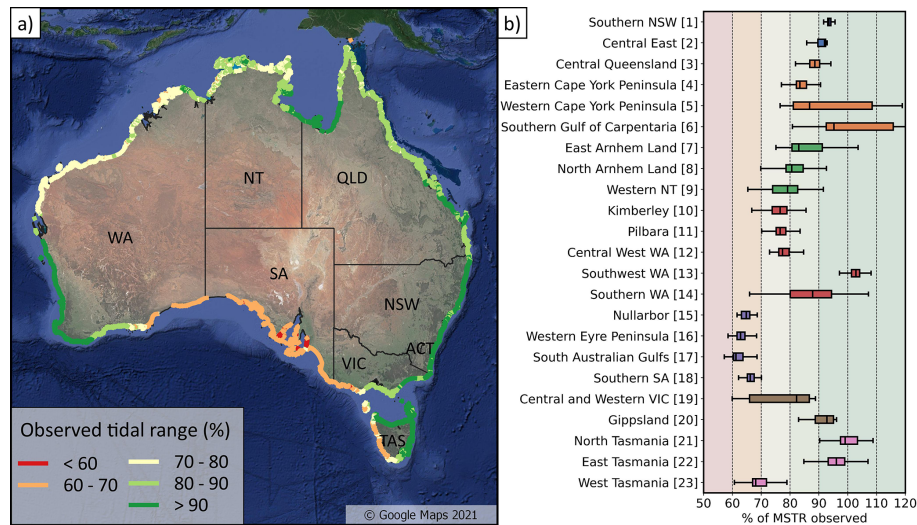 a)
NT
QLD
WA
SA
NSW
ACT
VIC
TAS
Observed tidal range (%)
< 60
60 - 70
70 - 80
80 - 90
> 90
© Google Maps 2021
b)
Southern NSW [1]
Central East [2]
Central Queensland [3]
Eastern Cape York Peninsula [4]
Western Cape York Peninsula [5]
Southern Gulf of Carpentaria [6]
East Arnhem Land [7]
North Arnhem Land [8]
Western NT [9]
Kimberley [10]
Pilbara [11]
Central West WA [12]
Southwest WA [13]
Southern WA [14]
Nullarbor [15]
Western Eyre Peninsula [16]
South Australian Gulfs [17]
Southern SA [18]
Central and Western VIC [19]
Gippsland [20]
North Tasmania [21]
East Tasmania [22]
West Tasmania [23]
50 60 70 80 90 100 110 120
% of MSTR observed